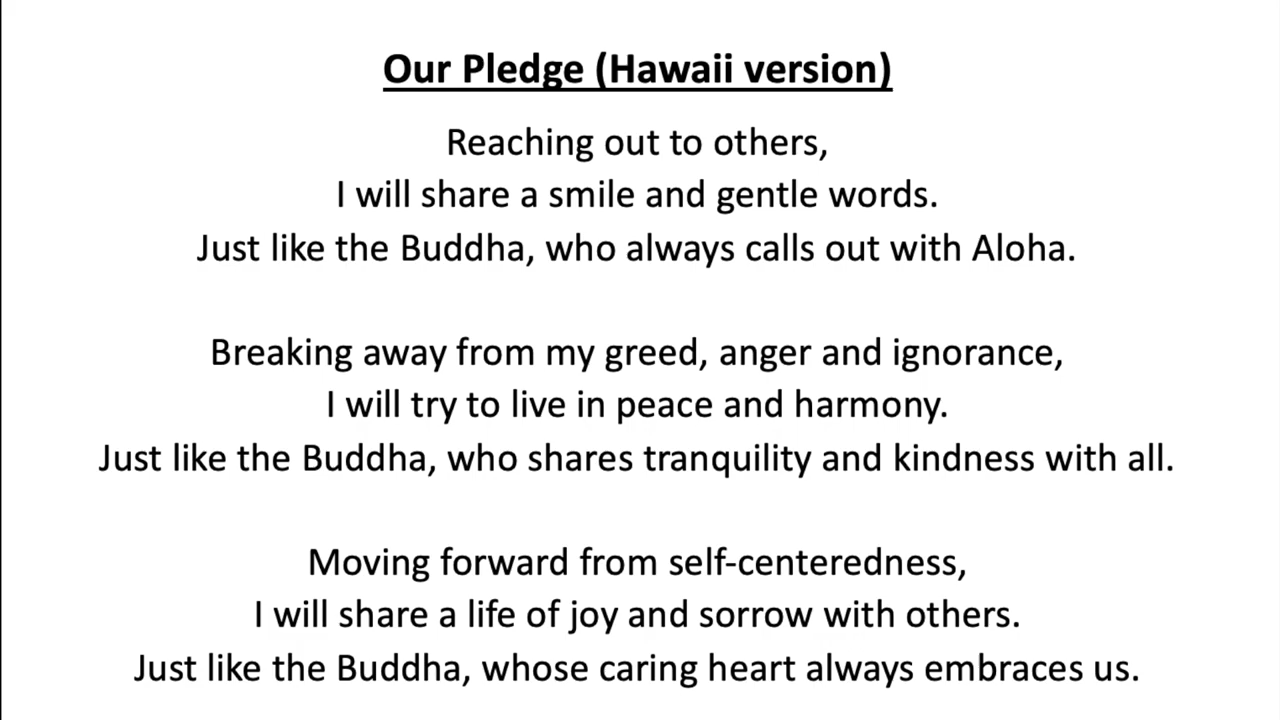 Our Pledge (Hawaii version)
Reaching out to others,
I will share a smile and gentle words.
Just like the Buddha, who always calls out with Aloha.
Breaking away from my greed, anger and ignorance,
I will try to live in peace and harmony.
Just like the Buddha, who shares tranquility and kindness with all.
Moving forward from self-centeredness,
I will share a life of joy and sorrow with others.
Just like the Buddha, whose caring heart always embraces us.